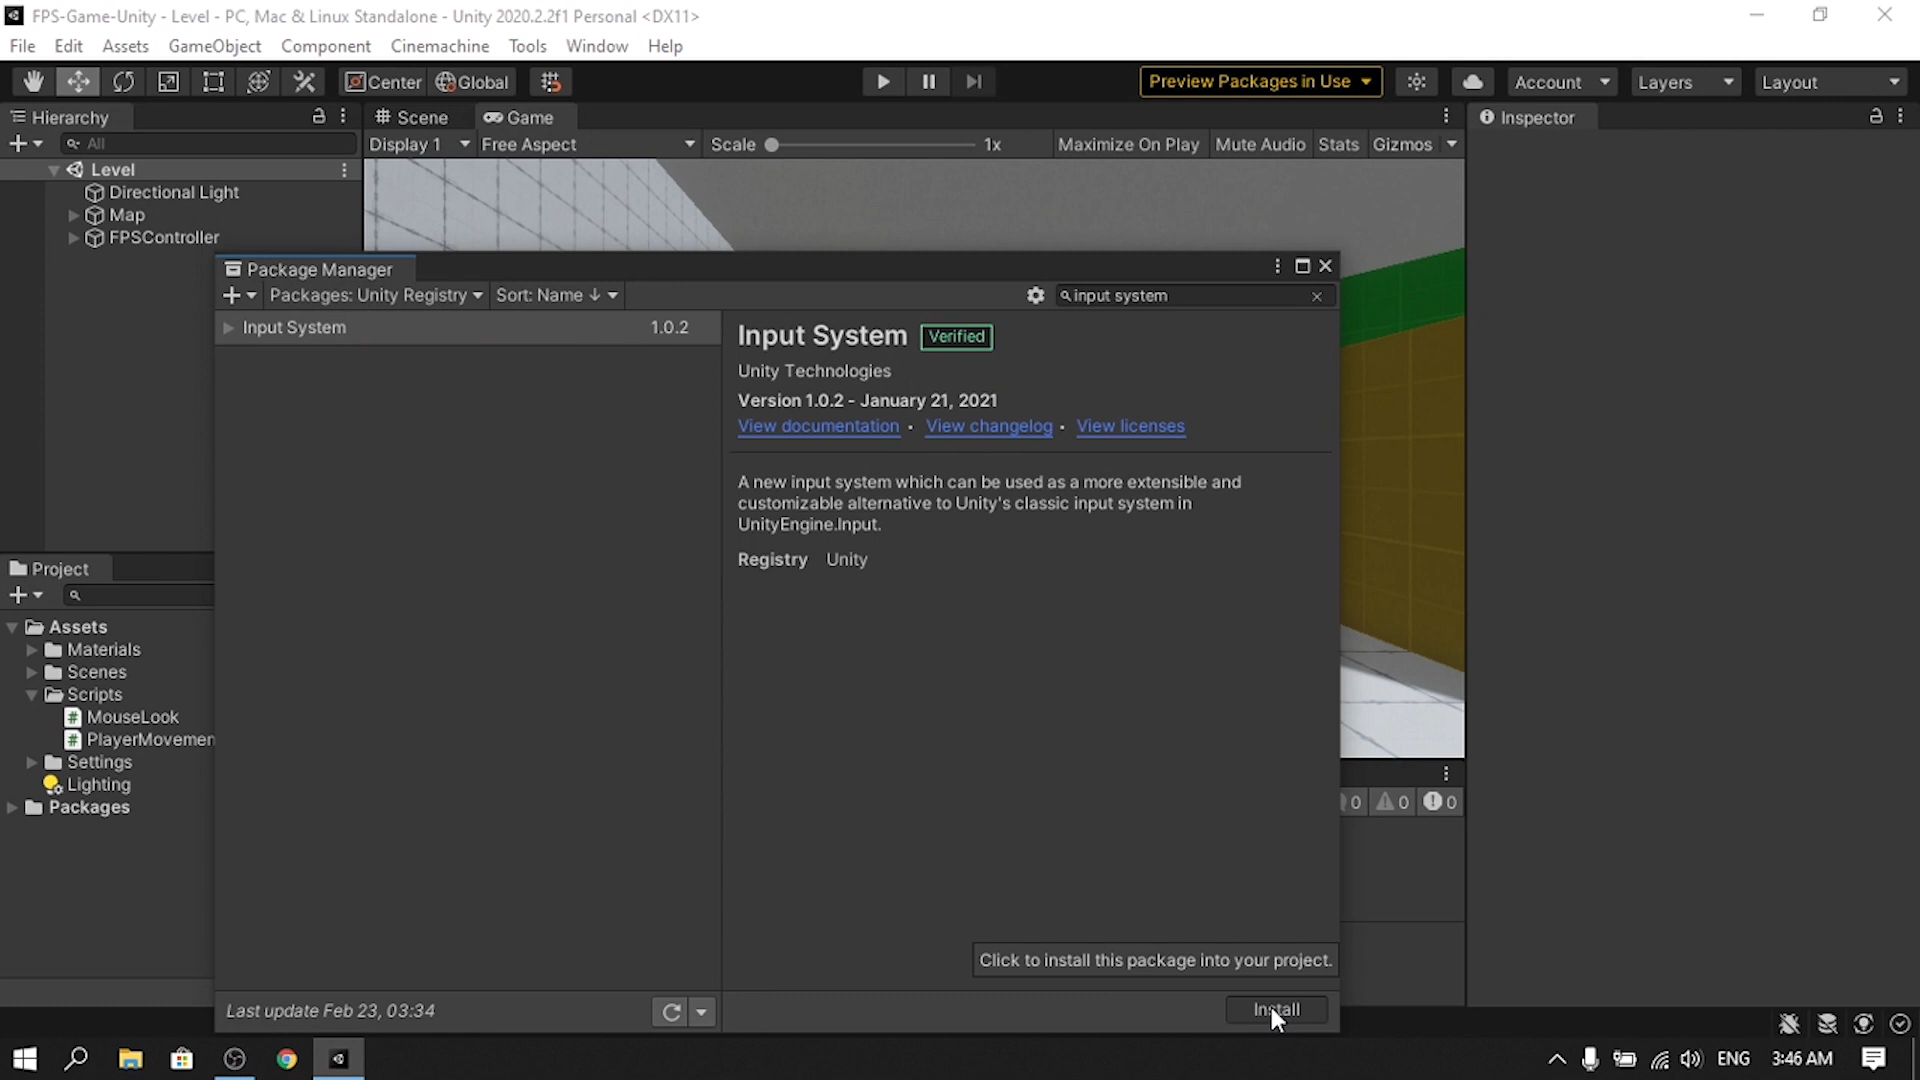 FPS-Game-Unity - Level - PC, Mac & Linux Standalone - Unity 2020.2.2f1 Personal <DX11>
File Edit Assets GameObject Component Cinemachine Tools Window Help
Center Global Preview Packages in Use Account Layers Layout
Hierarchy Scene Game Inspector
All Display 1 Free Aspect Scale 1x Maximize On Play Mute Audio Stats Gizmos
Level
Directional Light
Map
FPSController
Package Manager
Packages: Unity Registry Sort: Name ↓ input system
Input System 1.0.2
Input System Verified
Unity Technologies
Version 1.0.2 - January 21, 2021
View documentation • View changelog • View licenses
A new input system which can be used as a more extensible and
customizable alternative to Unity's classic input system in
UnityEngine.Input.
Registry Unity
Project
Assets
Materials
Scenes
Scripts
MouseLook
PlayerMovemen
Settings
Lighting
Packages
0 0 0
Click to install this package into your project.
Last update Feb 23, 03:34
Install
ENG 3:46 AM